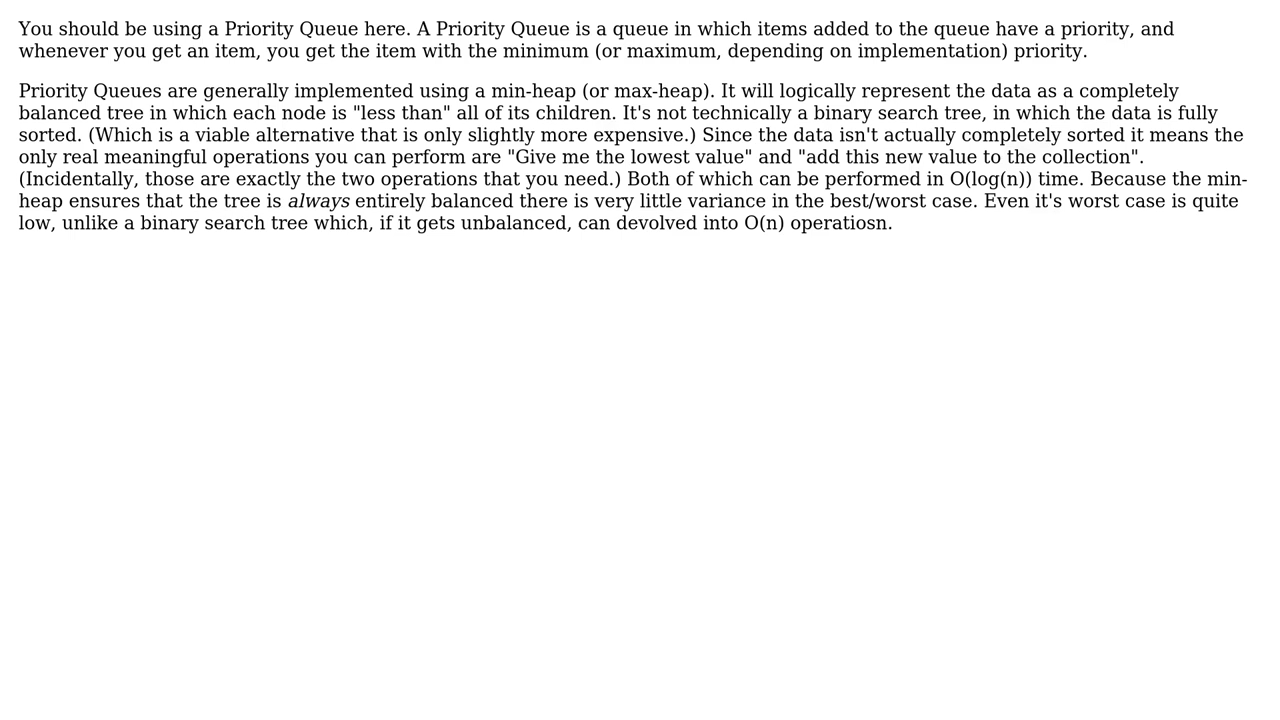 You should be using a Priority Queue here. A Priority Queue is a queue in which items added to the queue have a priority, and
whenever you get an item, you get the item with the minimum (or maximum, depending on implementation) priority.
Priority Queues are generally implemented using a min-heap (or max-heap). It will logically represent the data as a completely
balanced tree in which each node is "less than" all of its children. It's not technically a binary search tree, in which the data is fully
sorted. (Which is a viable alternative that is only slightly more expensive.) Since the data isn't actually completely sorted it means the
only real meaningful operations you can perform are "Give me the lowest value" and "add this new value to the collection".
(Incidentally, those are exactly the two operations that you need.) Both of which can be performed in O(log(n)) time. Because the min-
heap ensures that the tree is always entirely balanced there is very little variance in the best/worst case. Even it's worst case is quite
low, unlike a binary search tree which, if it gets unbalanced, can devolved into O(n) operatiosn.